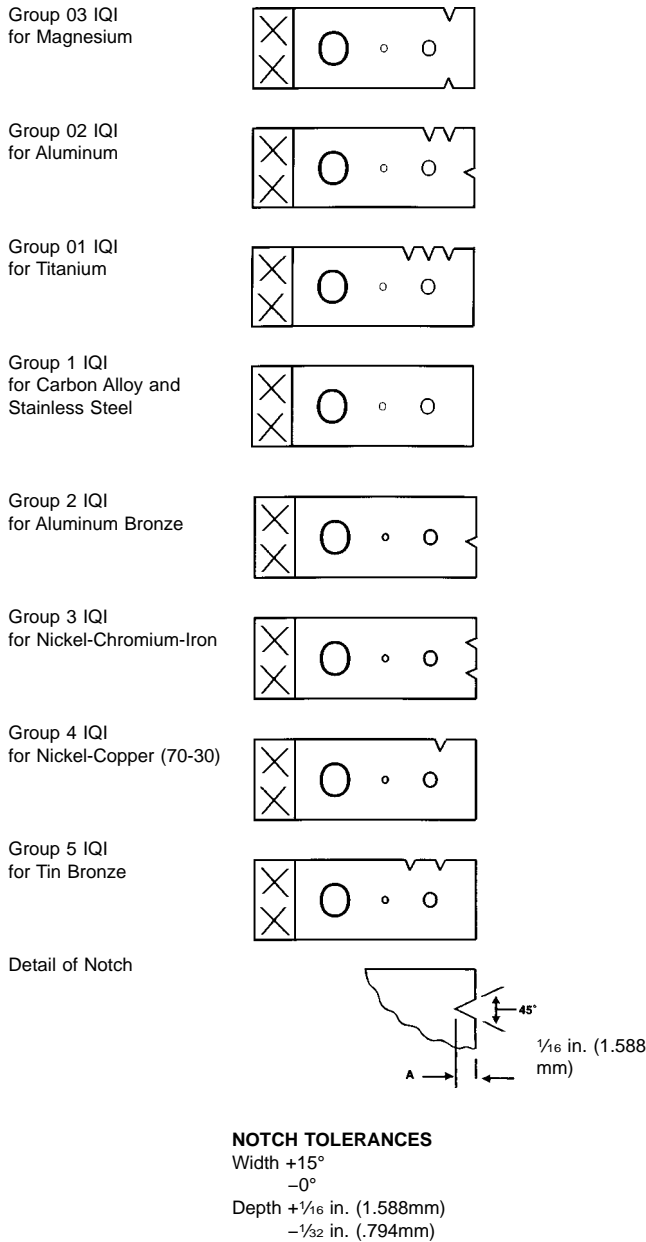 Group 03 IQI
for Magnesium
Group 02 IQI
for Aluminum
Group 01 IQI
for Titanium
Group 1 IQI
for Carbon Alloy and
Stainless Steel
Group 2 IQI
for Aluminum Bronze
Group 3 IQI
for Nickel-Chromium-Iron
Group 4 IQI
for Nickel-Copper (70-30)
Group 5 IQI
for Tin Bronze
Detail of Notch
45°
1⁄16 in. (1.588
mm)
A
NOTCH TOLERANCES
Width +15°
−0°
Depth +1⁄16 in. (1.588mm)
−1⁄32 in. (.794mm)